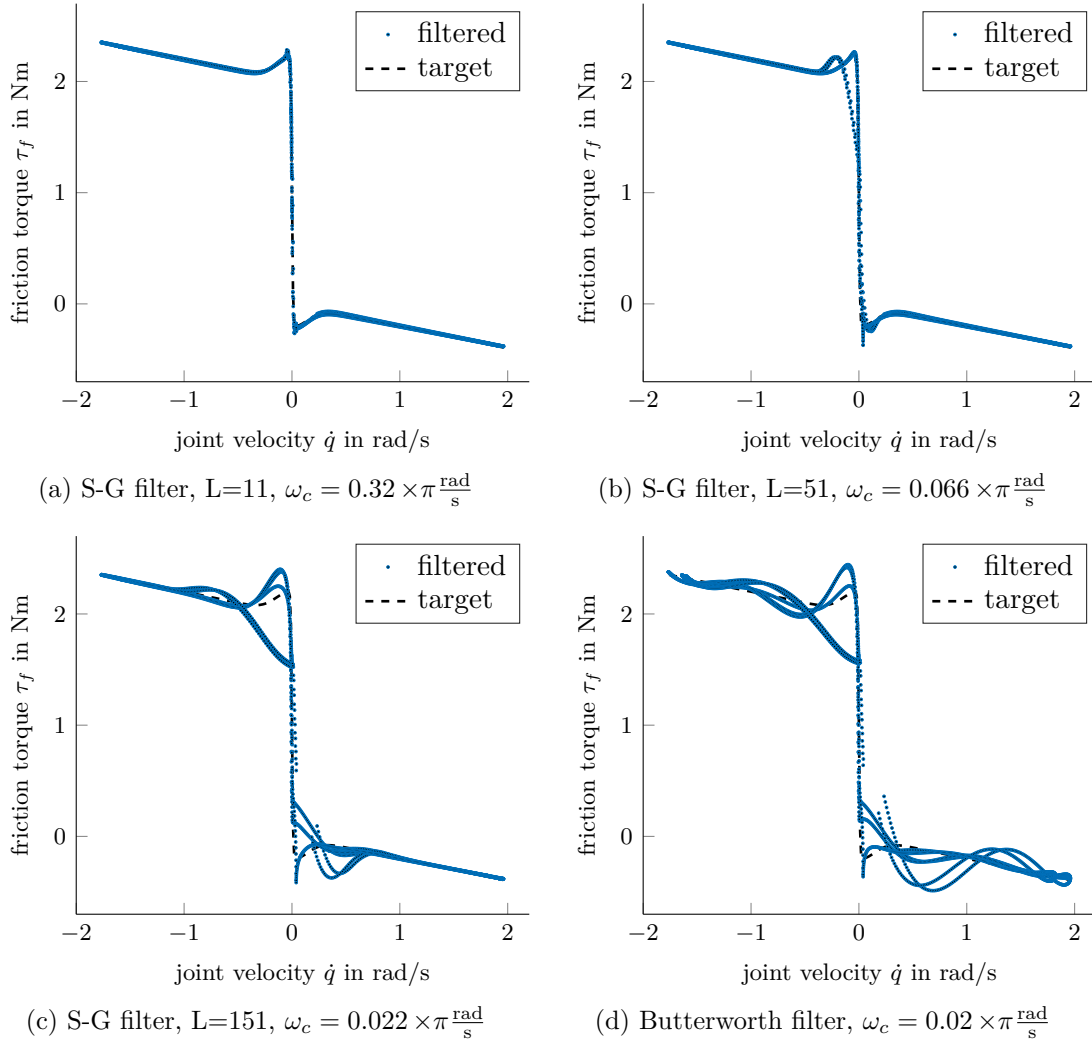 filtered
target
2
1
0
friction torque τ_f in Nm
−2 −1 0 1 2
joint velocity q̇ in rad/s
(a) S-G filter, L=11, ω_c = 0.32 × π rad/s
filtered
target
2
1
0
friction torque τ_f in Nm
−2 −1 0 1 2
joint velocity q̇ in rad/s
(b) S-G filter, L=51, ω_c = 0.066 × π rad/s
filtered
target
2
1
0
friction torque τ_f in Nm
−2 −1 0 1 2
joint velocity q̇ in rad/s
(c) S-G filter, L=151, ω_c = 0.022 × π rad/s
filtered
target
2
1
0
friction torque τ_f in Nm
−2 −1 0 1 2
joint velocity q̇ in rad/s
(d) Butterworth filter, ω_c = 0.02 × π rad/s